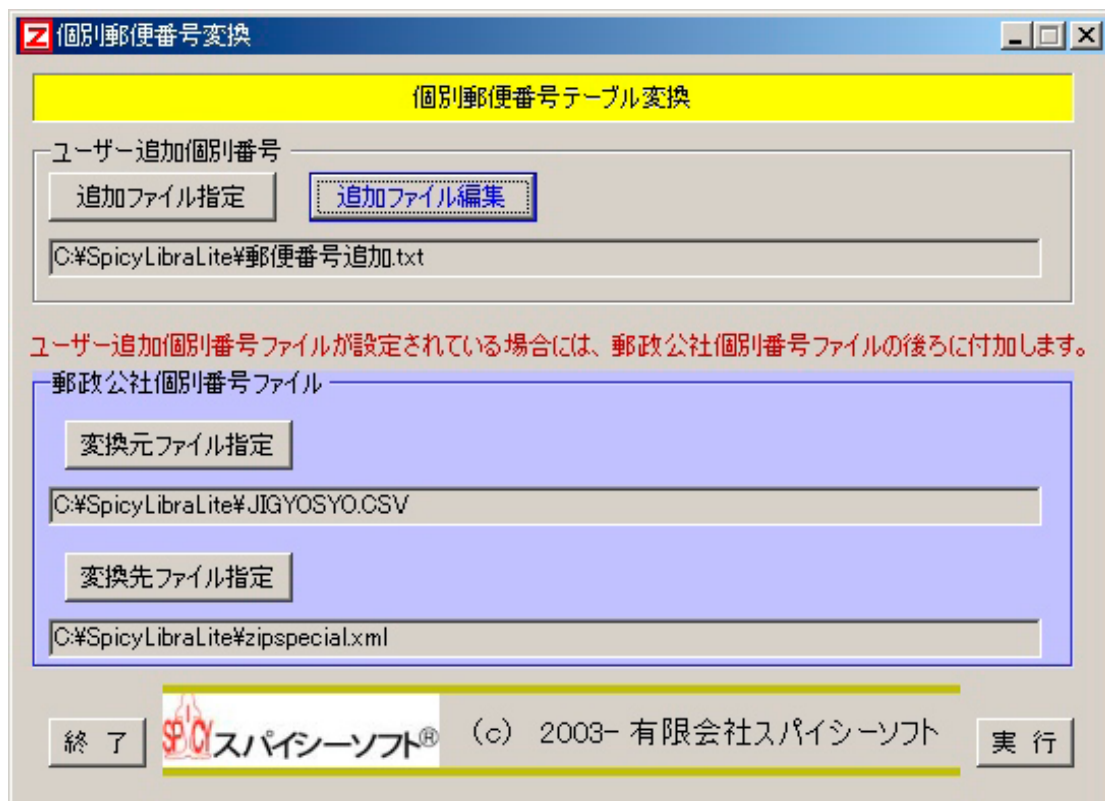 個別郵便番号変換
個別郵便番号テーブル変換
ユーザー追加個別番号
追加ファイル指定 追加ファイル編集
C:¥SpicyLibraLite¥郵便番号追加.txt
ユーザー追加個別番号ファイルが設定されている場合には、郵政公社個別番号ファイルの後ろに付加します。
郵政公社個別番号ファイル
変換元ファイル指定
C:¥SpicyLibraLite¥JIGYOSYO.CSV
変換先ファイル指定
C:¥SpicyLibraLite¥zipspecial.xml
終 了 SPICY スパイシーソフト® (c) 2003- 有限会社スパイシーソフト 実 行